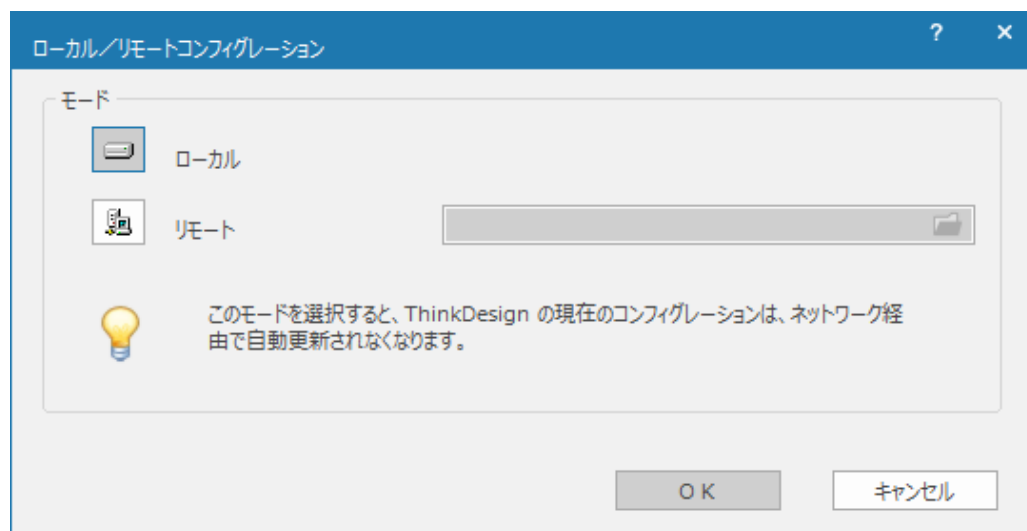 ローカル／リモートコンフィグレーション
モード
ローカル
リモート
このモードを選択すると、ThinkDesign の現在のコンフィグレーションは、ネットワーク経
由で自動更新されなくなります。
OK
キャンセル